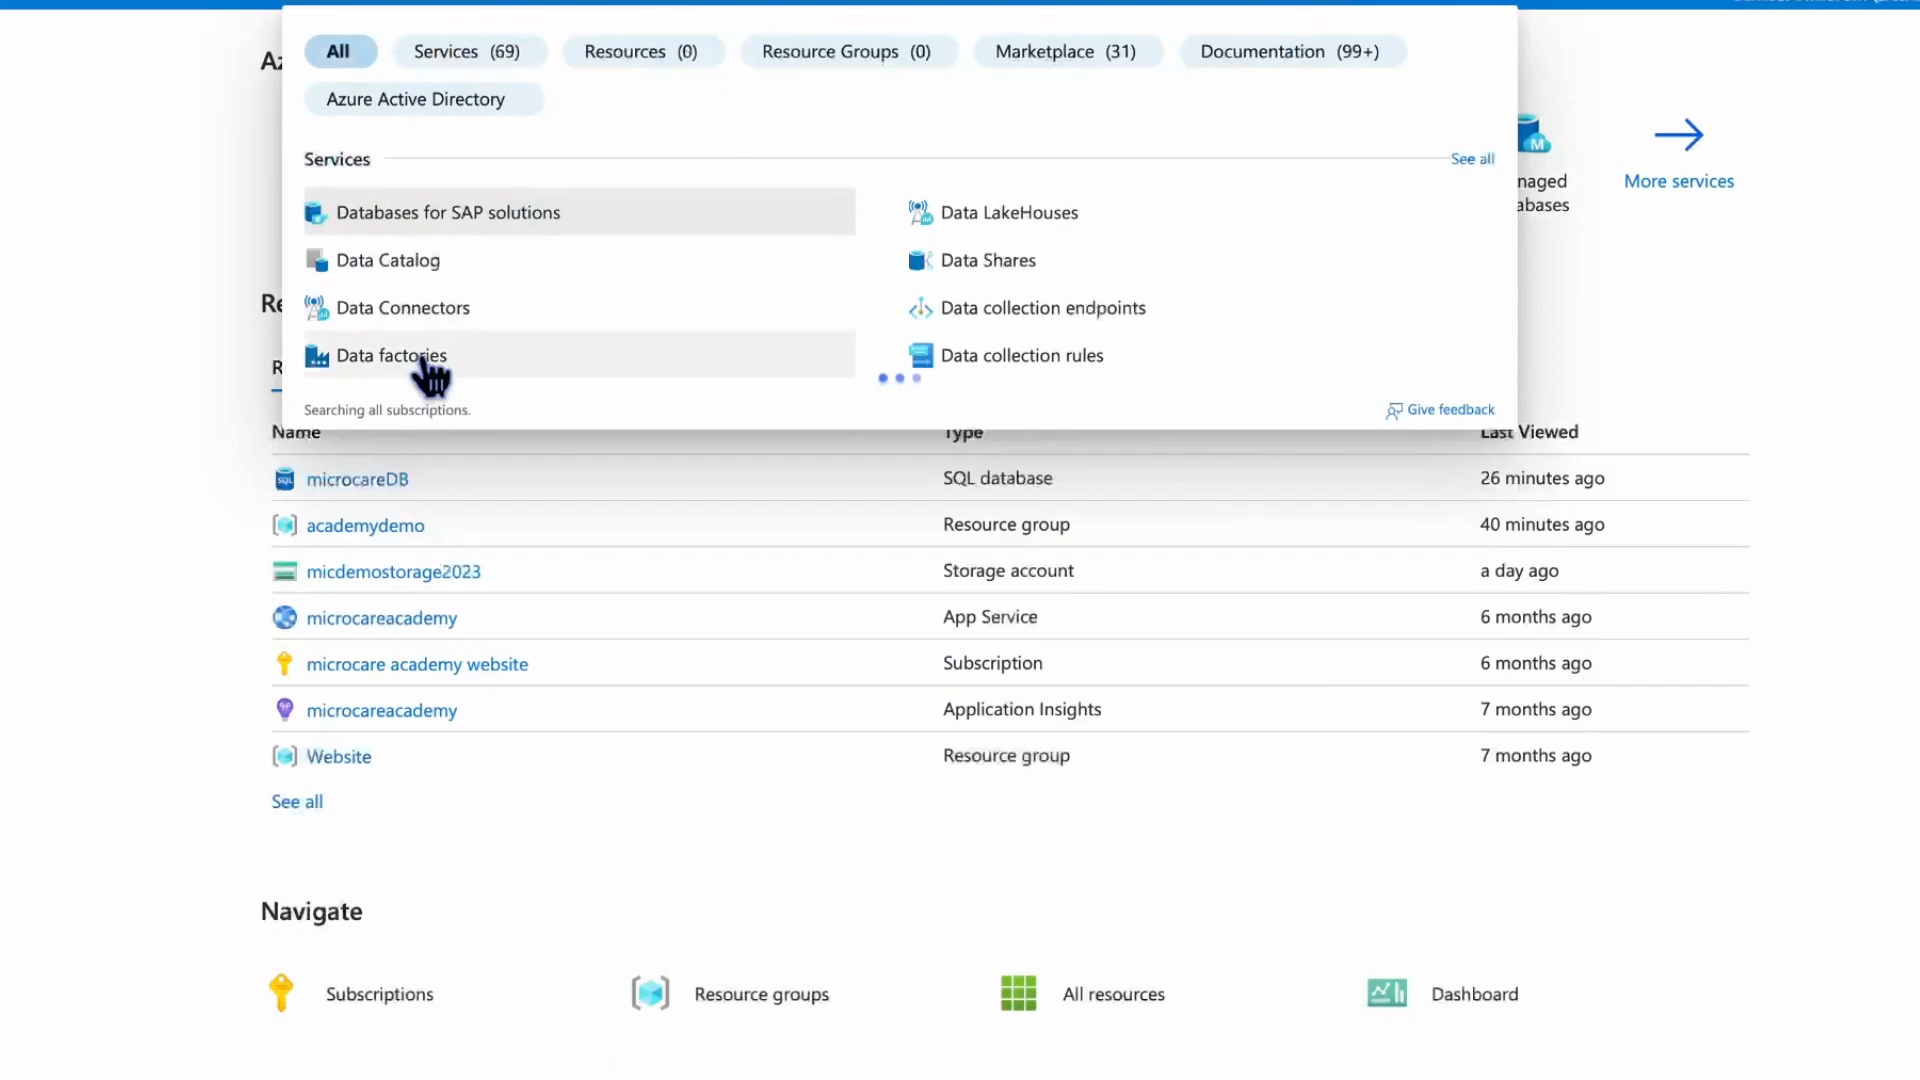 Az
All
Services (69)
Resources (0)
Resource Groups (0)
Marketplace (31)
Documentation (99+)
Azure Active Directory
Services
See all
Databases for SAP solutions
Data LakeHouses
Data Catalog
Data Shares
Data Connectors
Data collection endpoints
Data factories
Data collection rules
Searching all subscriptions.
Give feedback
M
naged
abases
More services
Re
R
Name
Type
Last Viewed
SQL
microcareDB
SQL database
26 minutes ago
academydemo
Resource group
40 minutes ago
micdemostorage2023
Storage account
a day ago
microcareacademy
App Service
6 months ago
microcare academy website
Subscription
6 months ago
microcareacademy
Application Insights
7 months ago
Website
Resource group
7 months ago
See all
Navigate
Subscriptions
Resource groups
All resources
Dashboard